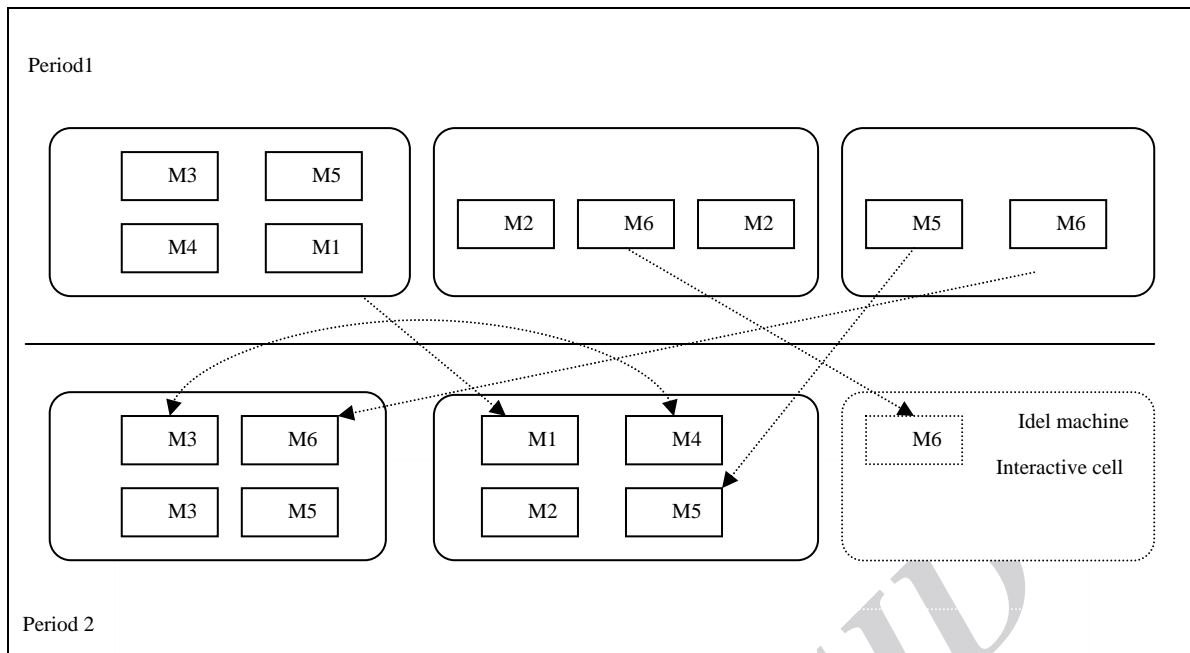 Period1
M3 M5
M4 M1
M2 M6 M2
M5 M6
M3 M6
M3 M5
M1 M4
M2 M5
M6
Idel machine
Interactive cell
Period 2